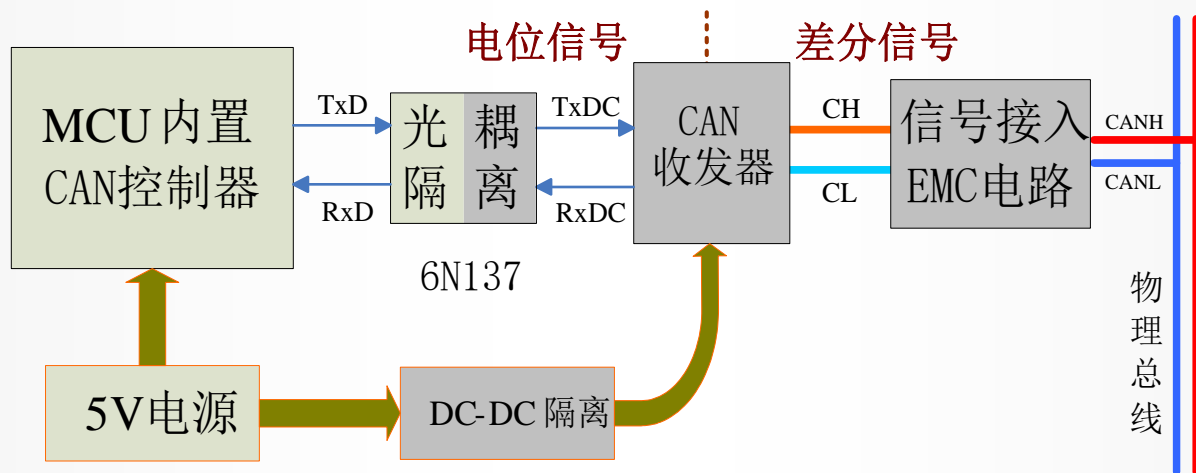 电位信号
差分信号
MCU内置
CAN控制器
TxD
RxD
光耦
隔离
6N137
TxDC
RxDC
CAN
收发器
CH
CL
信号接入
EMC电路
CANH
CANL
物理总线
5V电源
DC-DC隔离